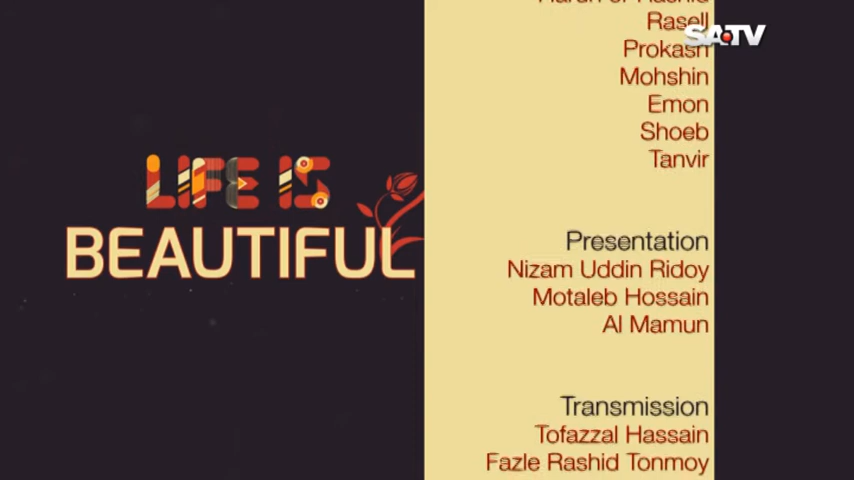 LIFE IS
BEAUTIFUL
SATV
Rasell
Prokash
Mohshin
Emon
Shoeb
Tanvir
Presentation
Nizam Uddin Ridoy
Motaleb Hossain
Al Mamun
Transmission
Tofazzal Hassain
Fazle Rashid Tonmoy